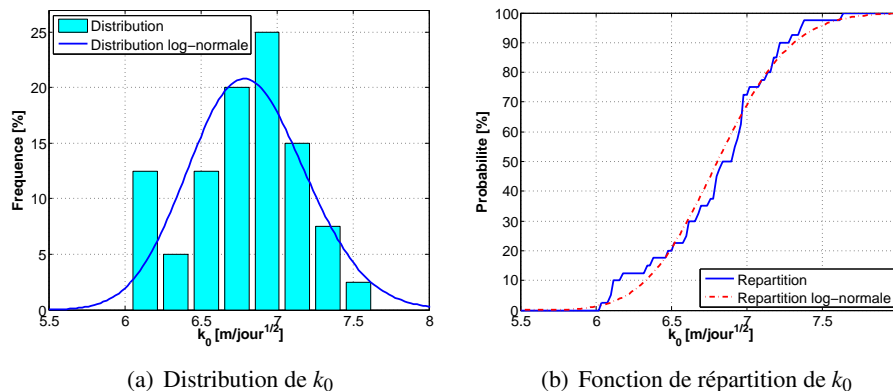 25%
20
15
10
5
0
5.5 6 6.5 7 7.5 8
Frequence [%]
k0 [m/jour1/2]
Distribution
Distribution log−normale
(a) Distribution de k0
100%
90
80
70
60
50
40
30
20
10
0
5.5 6 6.5 7 7.5
Probabilite [%]
k0 [m/jour1/2]
Repartition
Repartition log−normale
(b) Fonction de répartition de k0